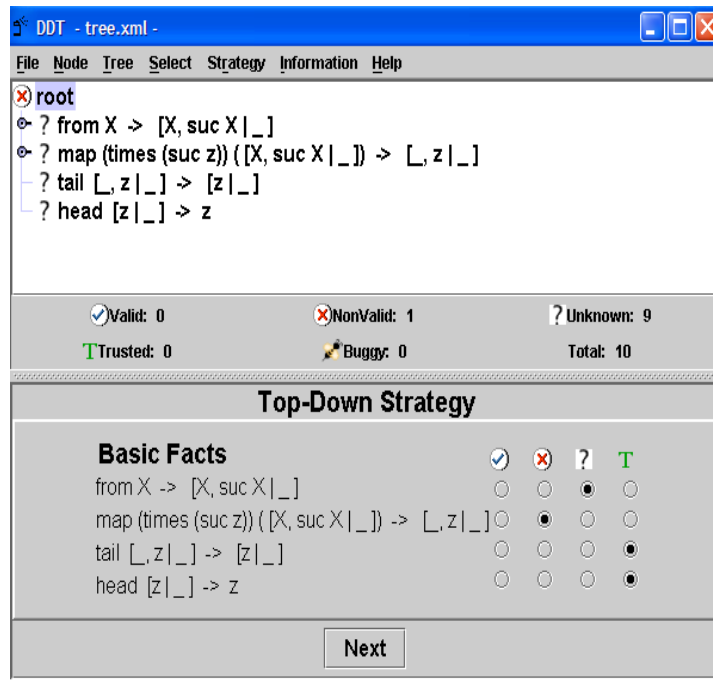 DDT - tree.xml -
File Node Tree Select Strategy Information Help
root
? from X -> [X, suc X | _ ]
? map (times (suc z)) ( [X, suc X | _ ]) -> [_, z | _ ]
? tail [_, z | _ ] -> [z | _ ]
? head [z | _ ] -> z
Valid: 0 NonValid: 1 ? Unknown: 9
T Trusted: 0 Buggy: 0 Total: 10
Top-Down Strategy
Basic Facts ? T
from X -> [X, suc X | _ ]
map (times (suc z)) ( [X, suc X | _ ]) -> [_, z | _ ]
tail [_, z | _ ] -> [z | _ ]
head [z | _ ] -> z
Next